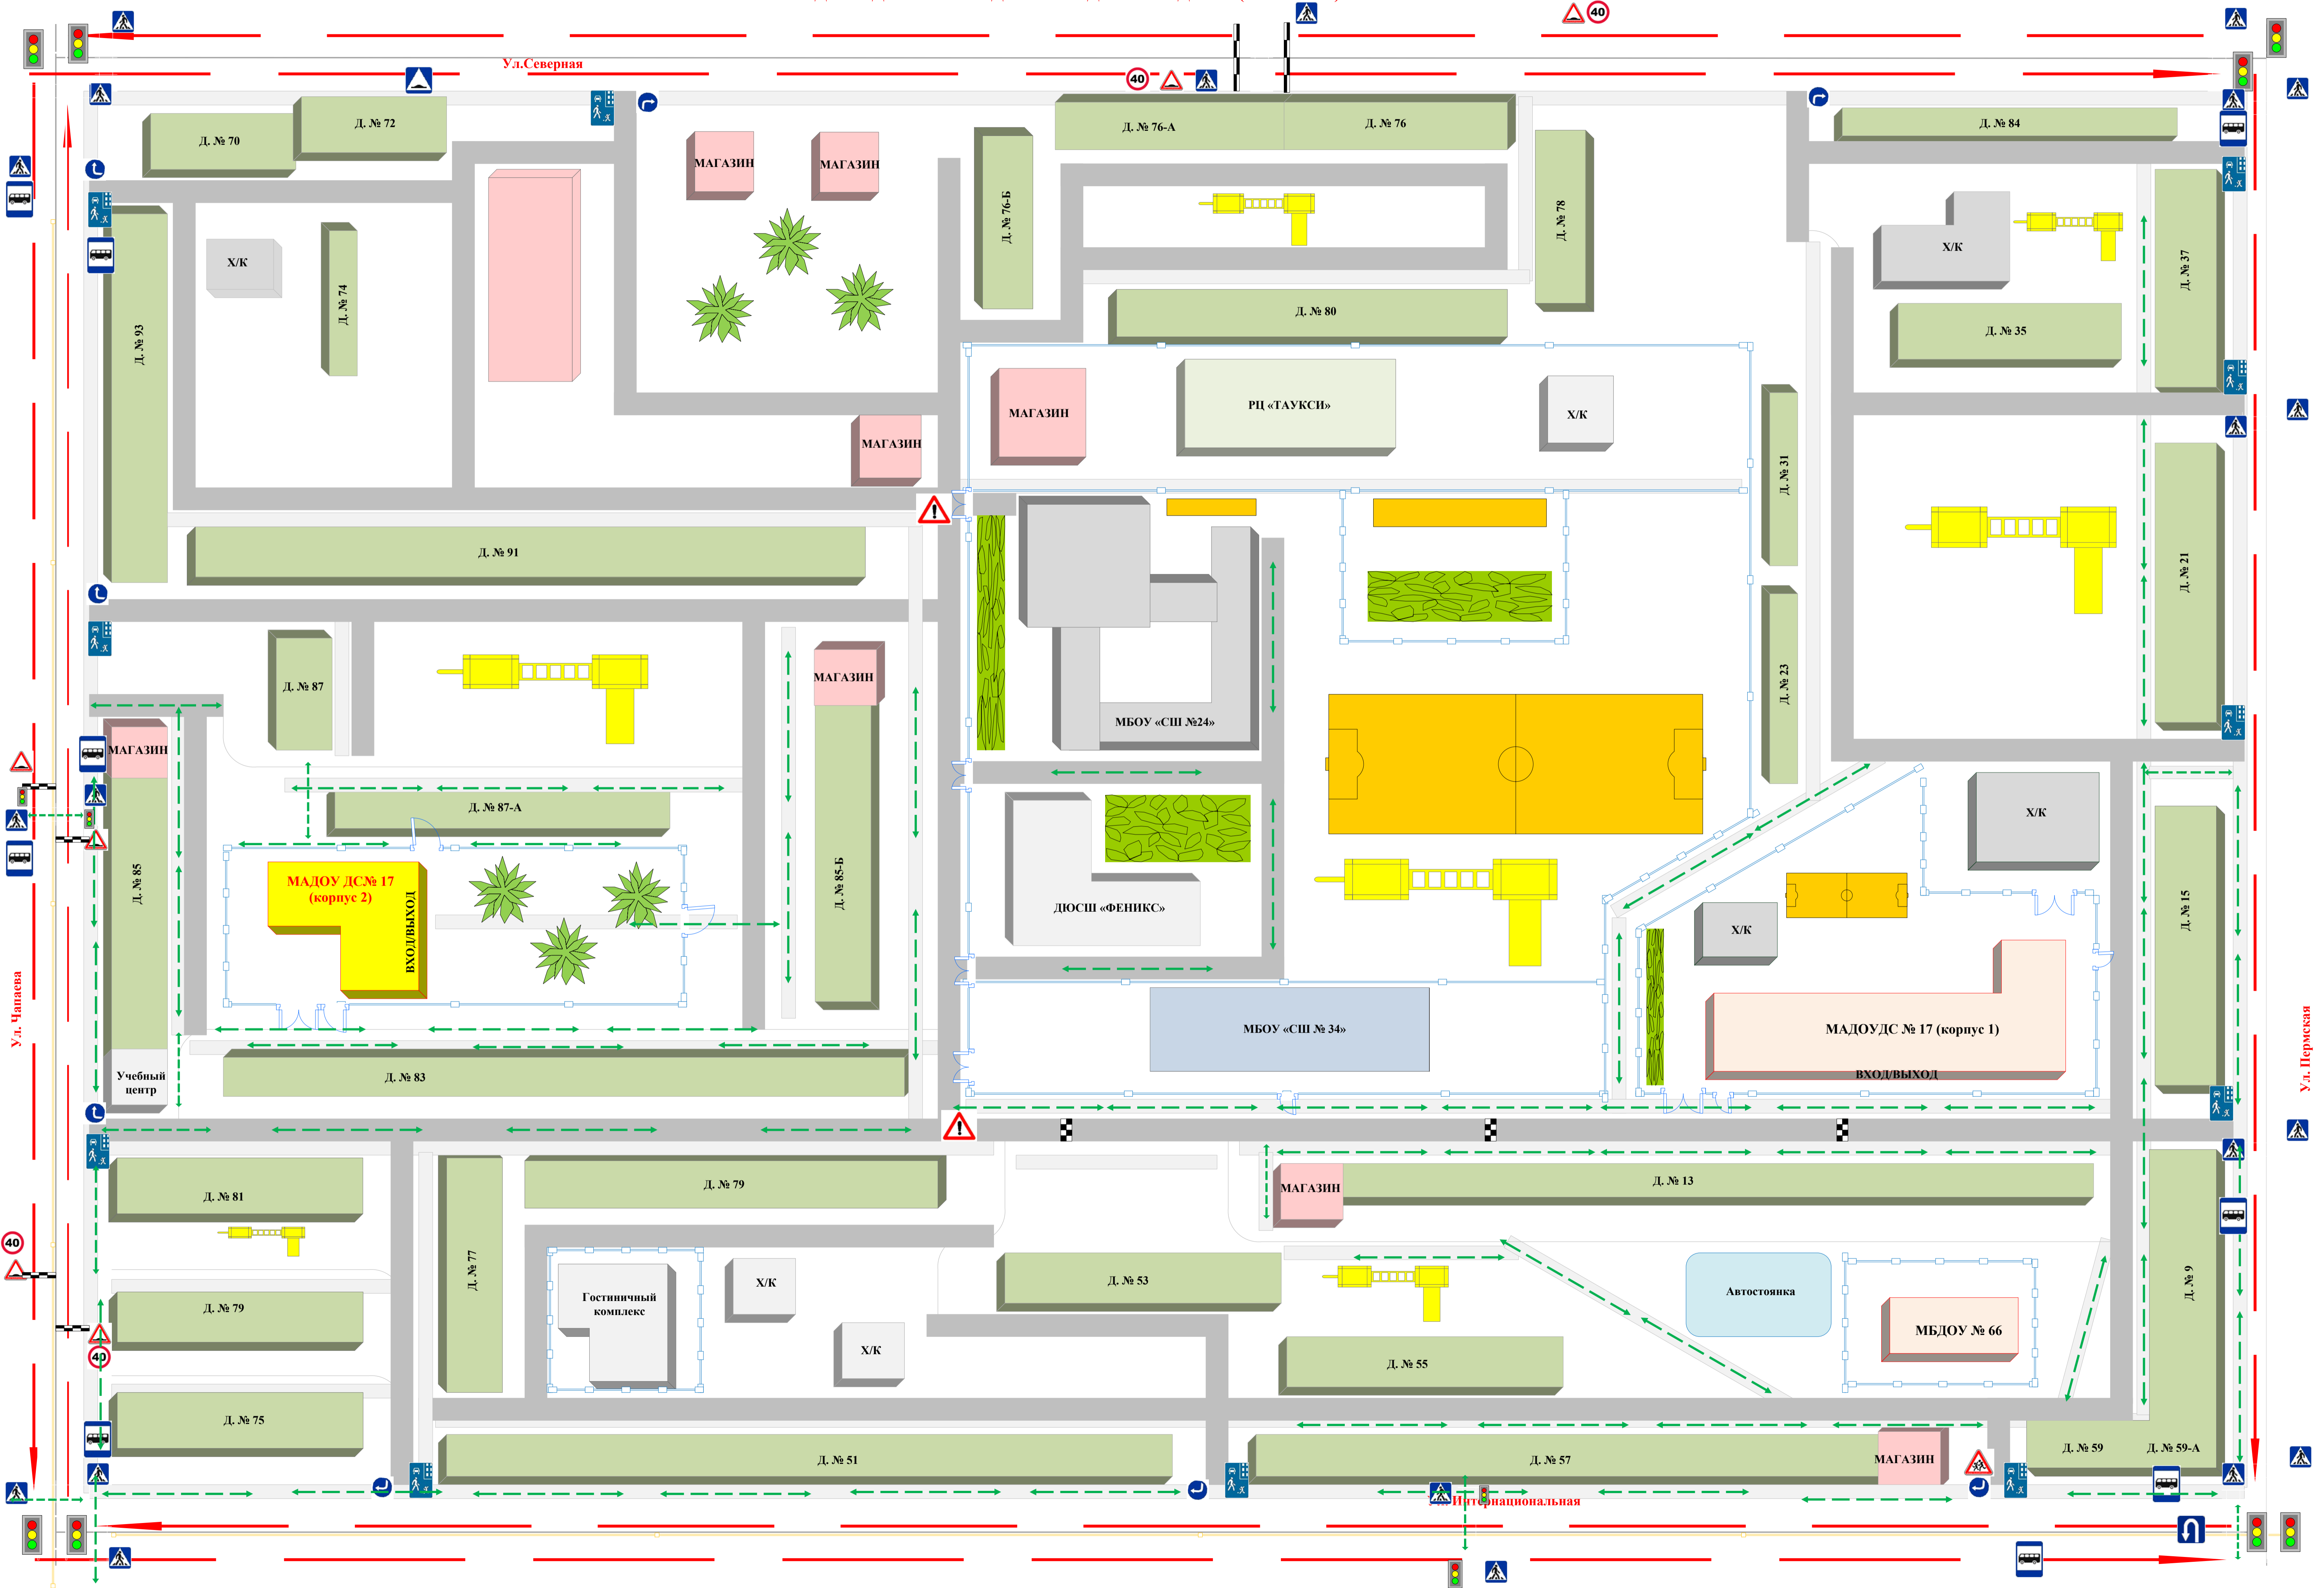 40
Ул.Северная
40
Д. № 70
Д. № 72
МАГАЗИН
МАГАЗИН
Д. № 76-А
Д. № 76
Д. № 84
Д. № 76-Б
Д. № 78
Х/К
Д. № 74
Х/К
Д. № 37
Д. № 93
Д. № 80
Д. № 35
МАГАЗИН
РЦ «ТАУКСИ»
Х/К
МАГАЗИН
Д. № 31
Д. № 91
Д. № 21
Д. № 87
МАГАЗИН
Д. № 23
МБОУ «СШ №24»
МАГАЗИН
Д. № 87-А
Х/К
Д. № 85
МАДОУ ДС№ 17
(корпус 2)
ВХОД/ВЫХОД
Д. № 85-Б
ДЮСШ «ФЕНИКС»
Х/К
Д. № 15
Ул. Чапаева
МБОУ «СШ № 34»
МАДОУДС № 17 (корпус 1)
ВХОД/ВЫХОД
Ул. Пермская
Учебный
центр
Д. № 83
Д. № 81
Д. № 79
МАГАЗИН
Д. № 13
40
Д. № 77
Гостиничный
комплекс
Х/К
Д. № 53
Автостоянка
Д. № 9
Д. № 79
40
Х/К
Д. № 55
МБДОУ № 66
Д. № 75
Д. № 51
Д. № 57
МАГАЗИН
Д. № 59
Д. № 59-А
Интернациональная